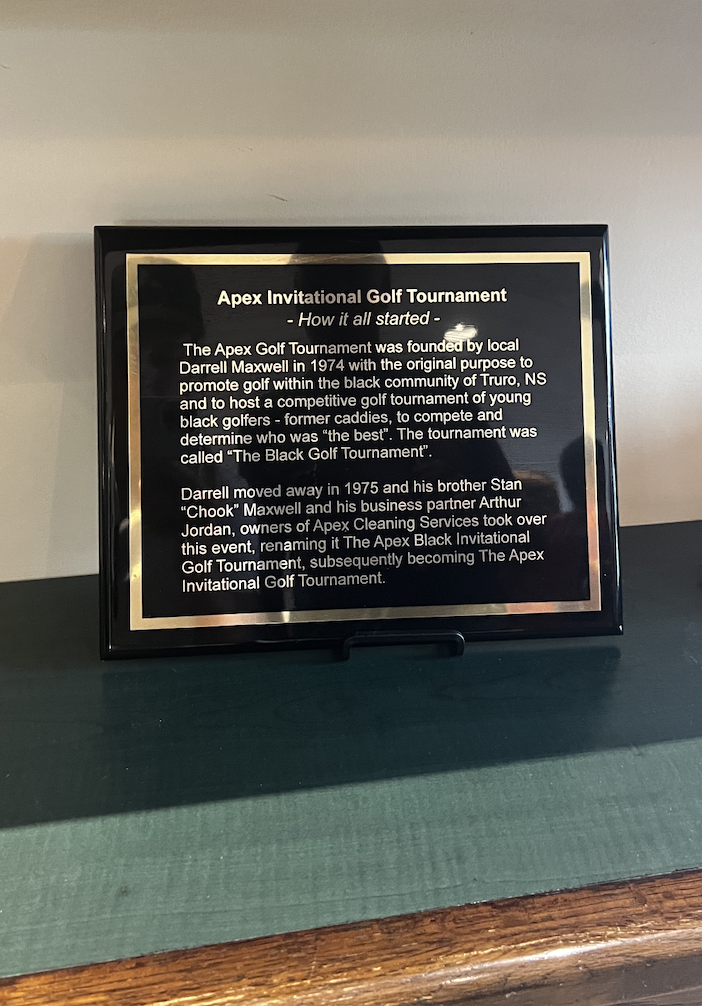 Apex Invitational Golf Tournament
- How it all started -
The Apex Golf Tournament was founded by local
Darrell Maxwell in 1974 with the original purpose to
promote golf within the black community of Truro, NS
and to host a competitive golf tournament of young
black golfers - former caddies, to compete and
determine who was “the best”. The tournament was
called “The Black Golf Tournament”.
Darrell moved away in 1975 and his brother Stan
“Chook” Maxwell and his business partner Arthur
Jordan, owners of Apex Cleaning Services took over
this event, renaming it The Apex Black Invitational
Golf Tournament, subsequently becoming The Apex
Invitational Golf Tournament.